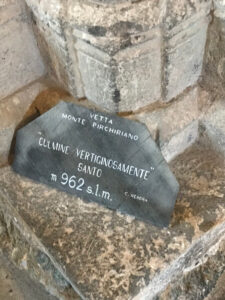 VETTA
MONTE PIRCHIRIANO
"CULMINE VERTIGINOSAMENTE"
SANTO
m 962 s.l.m.